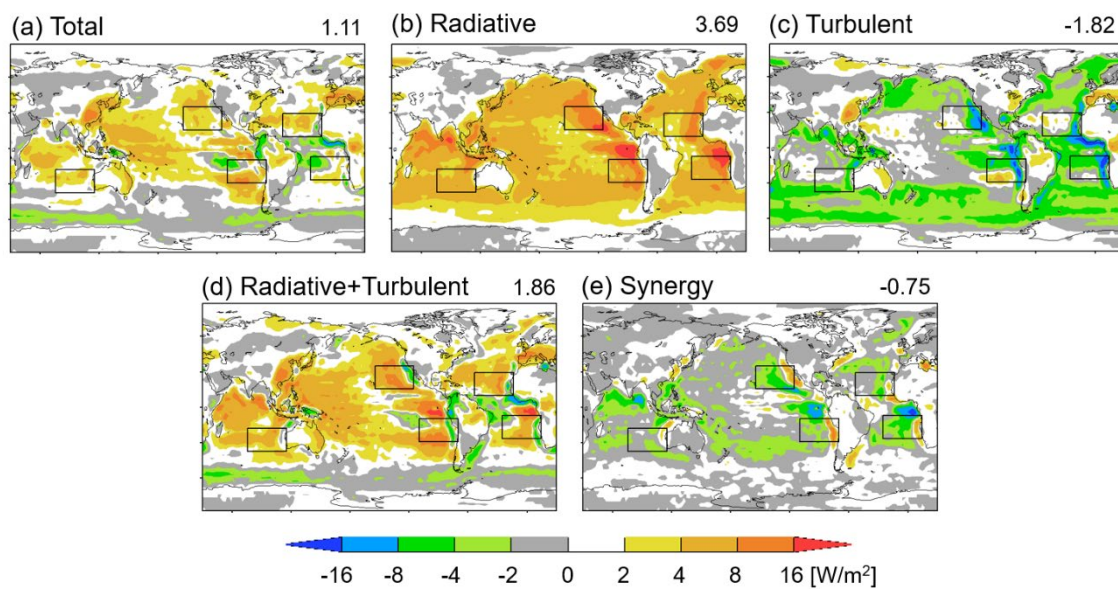 (a) Total 1.11
(b) Radiative 3.69
(c) Turbulent -1.82
(d) Radiative+Turbulent 1.86
(e) Synergy -0.75
-16 -8 -4 -2 0 2 4 8 16 [W/m²]